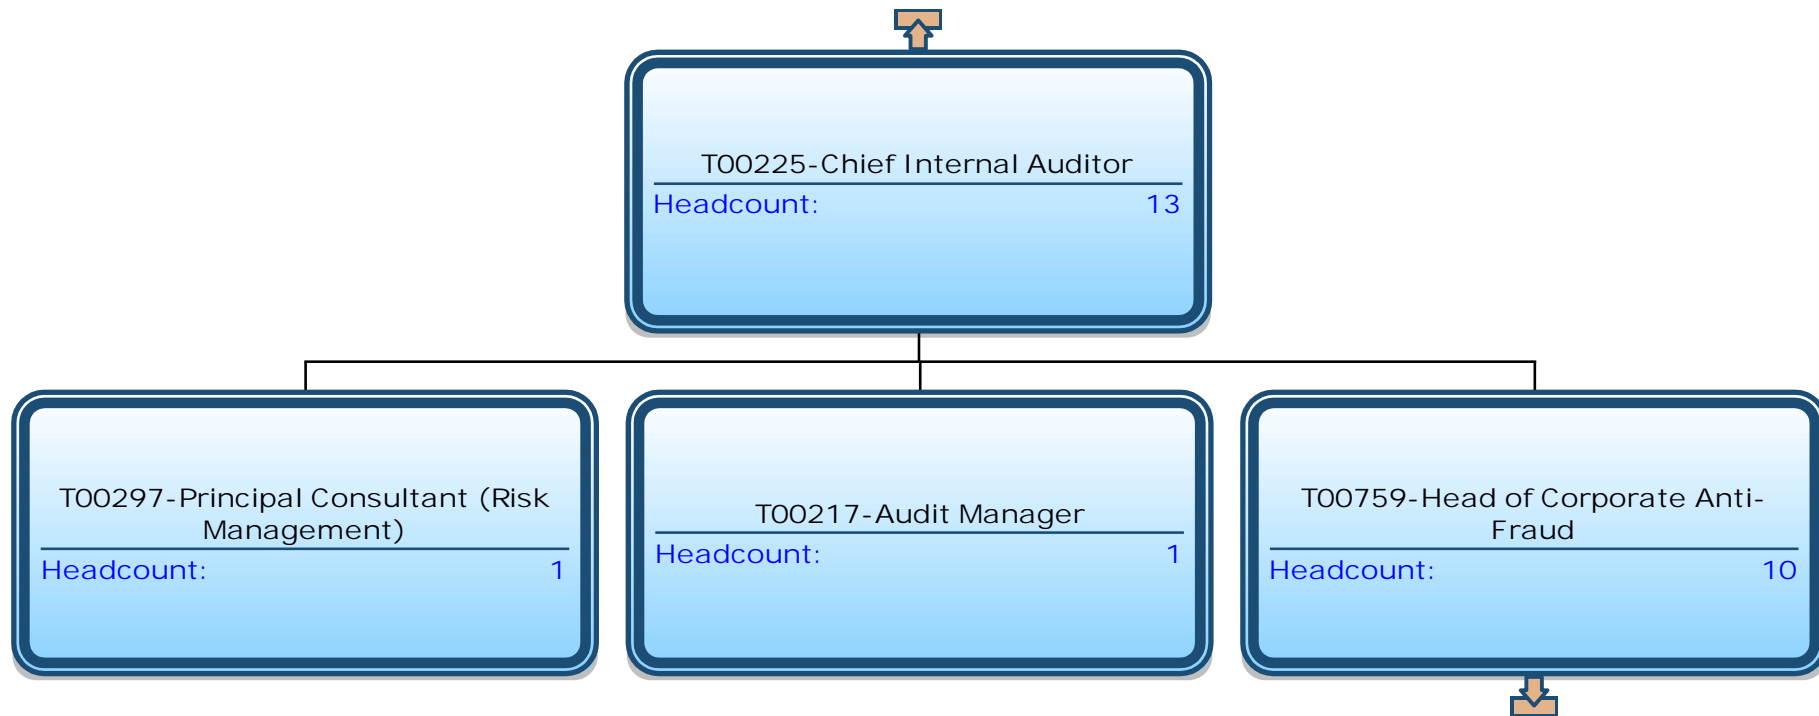 T00225-Chief Internal Auditor
Headcount: 13
T00297-Principal Consultant (Risk
Management)
Headcount: 1
T00217-Audit Manager
Headcount: 1
T00759-Head of Corporate Anti-
Fraud
Headcount: 10